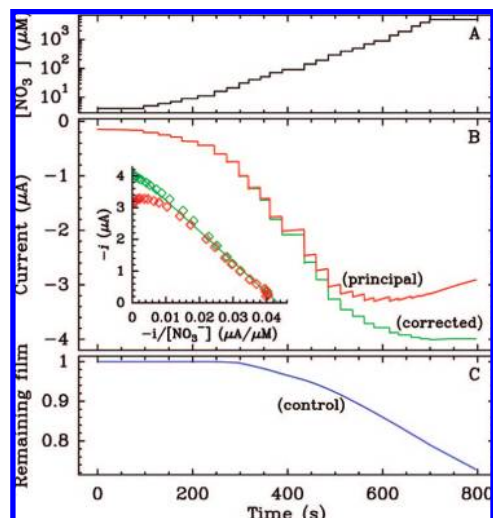 [NO₃⁻] (µM)
10³
10²
10¹
A
Current (µA)
0
−1
−2
−3
−4
B
−i (µA)
4
3
2
1
0
0
0.01
0.02
0.03
0.04
−i/[NO₃⁻] (µA/µM)
(principal)
(corrected)
Remaining film
1
0.9
0.8
C
(control)
0
200
400
600
800
Time (s)